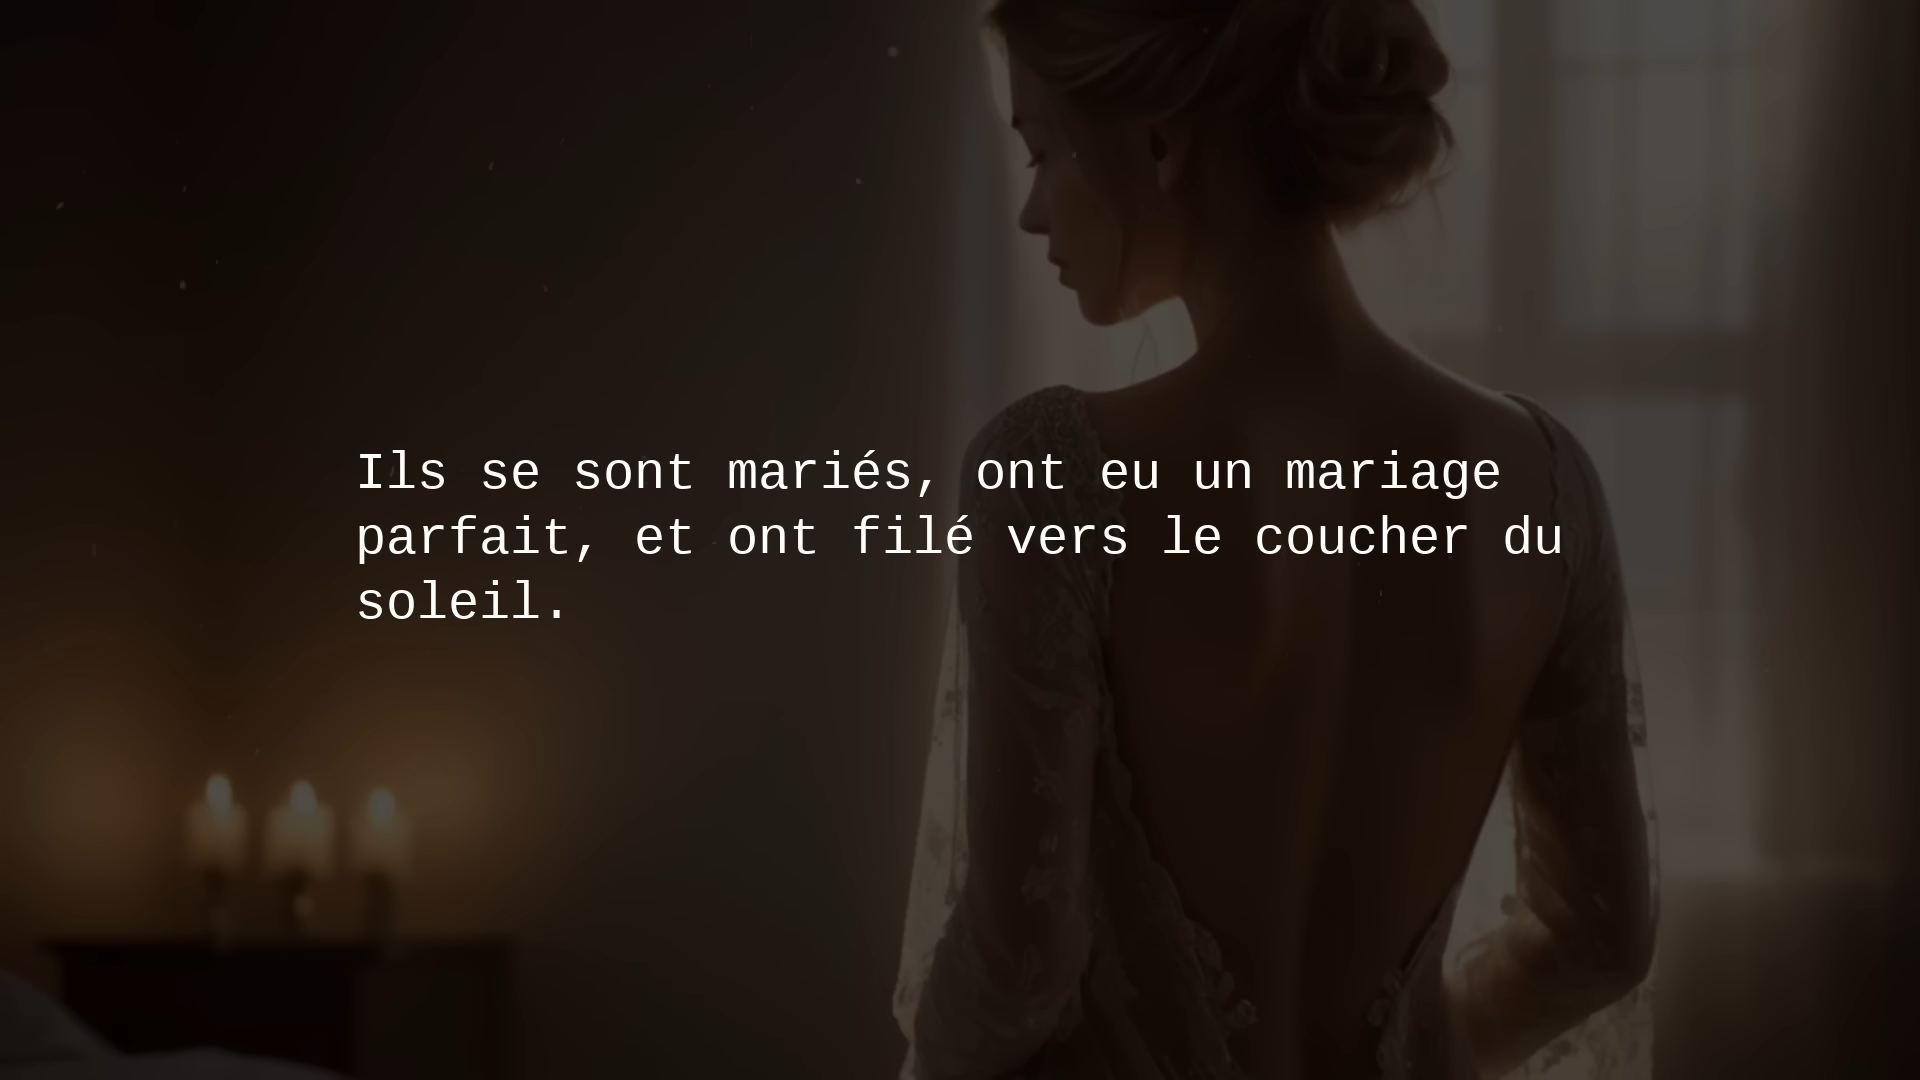 Ils se sont mariés, ont eu un mariage
parfait, et ont filé vers le coucher du
soleil.